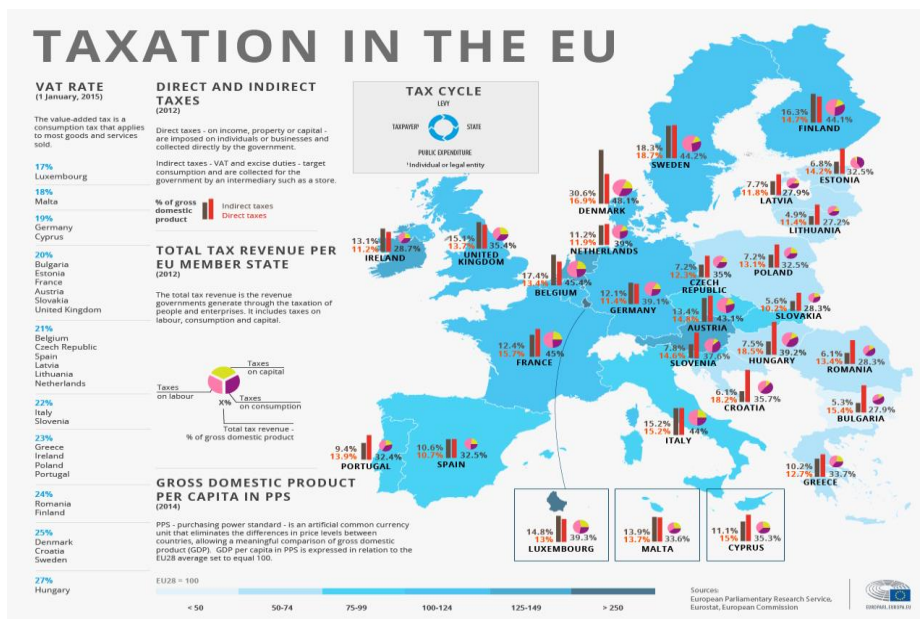 TAXATION IN THE EU
VAT RATE
(1 January, 2015)
The value-added tax is a
consumption tax that applies
to most goods and services
sold.
17%
Luxembourg
18%
Malta
19%
Germany
Cyprus
20%
Bulgaria
Estonia
France
Austria
Slovakia
United Kingdom
21%
Belgium
Czech Republic
Spain
Latvia
Lithuania
Netherlands
22%
Italy
Slovenia
23%
Greece
Ireland
Poland
Portugal
24%
Romania
Finland
25%
Denmark
Croatia
Sweden
27%
Hungary
DIRECT AND INDIRECT
TAXES
(2012)
Direct taxes - on income, property or capital -
are imposed on individuals or businesses and
collected directly by the government.
Indirect taxes - VAT and excise duties - target
consumption and are collected for the
government by an intermediary such as a store.
% of gross
domestic
product
Indirect taxes
Direct taxes
TOTAL TAX REVENUE PER
EU MEMBER STATE
(2012)
The total tax revenue is the revenue
governments generate through the taxation of
people and enterprises. It includes taxes on
labour, consumption and capital.
Taxes
on capital
Taxes
on labour
Taxes
on consumption
X%
Total tax revenue -
% of gross domestic product
GROSS DOMESTIC PRODUCT
PER CAPITA IN PPS
(2014)
PPS - purchasing power standard - is an artificial common currency
unit that eliminates the differences in price levels between
countries, allowing a meaningful comparison of gross domestic
product (GDP). GDP per capita in PPS is expressed in relation to the
EU28 average set to equal 100.
EU28 = 100
< 50
50-74
75-99
100-124
125-149
> 250
TAX CYCLE
LEVY
TAXPAYER¹
STATE
PUBLIC EXPENDITURE
¹Individual or legal entity
16.3%
14.7% 44.1%
FINLAND
18.3%
18.7% 44.2%
SWEDEN
6.8%
14.2% 32.5%
ESTONIA
7.7%
11.8% 27.9%
LATVIA
4.9%
11.4% 27.2%
LITHUANIA
30.6%
16.9% 48.1%
DENMARK
13.1%
11.2% 28.7%
IRELAND
15.1%
13.7% 35.4%
UNITED
KINGDOM
11.2%
11.9% 39%
NETHERLANDS
7.2%
13.1% 32.5%
POLAND
17.4%
13.4% 45.4%
BELGIUM
7.2%
12.3% 35%
CZECH
REPUBLIC
12.1%
11.4% 39.1%
GERMANY
5.6%
10.2% 28.3%
SLOVAKIA
13.4%
14.8% 43.1%
AUSTRIA
12.4%
15.7% 45%
FRANCE
7.8%
14.6% 37.6%
SLOVENIA
7.5%
18.5% 39.2%
HUNGARY
6.1%
13.4% 28.3%
ROMANIA
6.1%
18.2% 35.7%
CROATIA
5.3%
15.4% 27.9%
BULGARIA
15.2%
15.2% 44%
ITALY
9.4%
13.9% 32.4%
PORTUGAL
10.6%
10.7% 32.5%
SPAIN
10.2%
12.7% 33.7%
GREECE
14.8%
13% 39.3%
LUXEMBOURG
13.9%
13.7% 33.6%
MALTA
11.1%
15% 35.3%
CYPRUS
Sources:
European Parliamentary Research Service,
Eurostat, European Commission
EUROPARL.EUROPA.EU